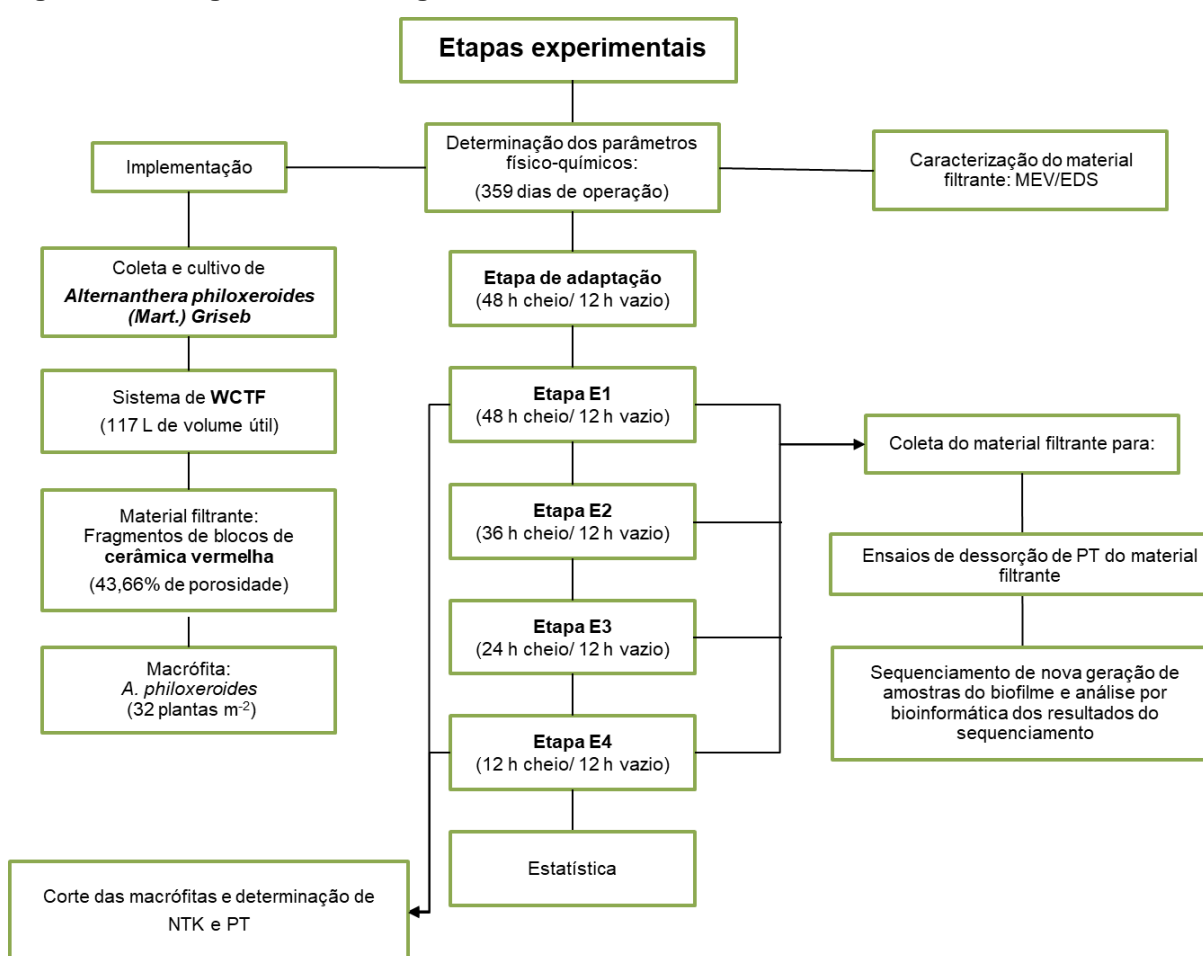 Etapas experimentais
Implementação
Determinação dos parâmetros
físico-químicos:
(359 dias de operação)
Caracterização do material
filtrante: MEV/EDS
Coleta e cultivo de
Alternanthera philoxeroides
(Mart.) Griseb
Sistema de WCTF
(117 L de volume útil)
Material filtrante:
Fragmentos de blocos de
cerâmica vermelha
(43,66% de porosidade)
Macrófita:
A. philoxeroides
(32 plantas m-2)
Etapa de adaptação
(48 h cheio/ 12 h vazio)
Etapa E1
(48 h cheio/ 12 h vazio)
Etapa E2
(36 h cheio/ 12 h vazio)
Etapa E3
(24 h cheio/ 12 h vazio)
Etapa E4
(12 h cheio/ 12 h vazio)
Estatística
Coleta do material filtrante para:
Ensaios de dessorção de PT do material
filtrante
Sequenciamento de nova geração de
amostras do biofilme e análise por
bioinformática dos resultados do
sequenciamento
Corte das macrófitas e determinação de
NTK e PT